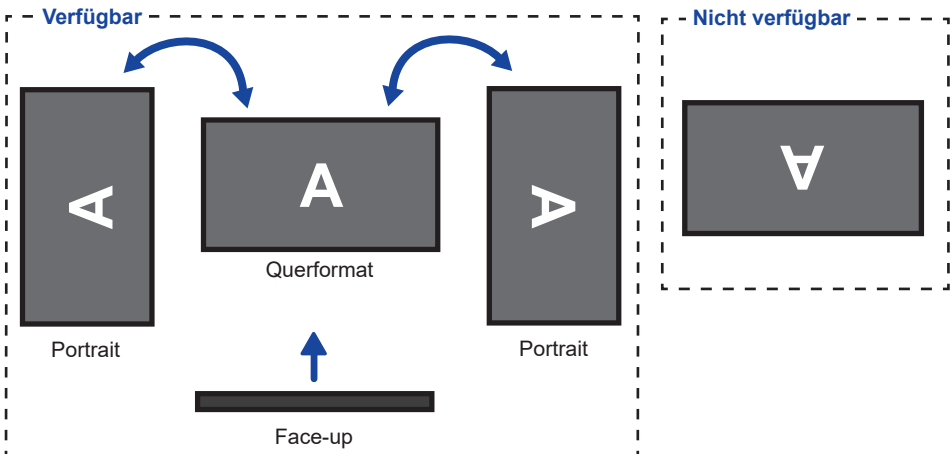 Verfügbar
Nicht verfügbar
A
A
A
A
Querformat
Portrait
Portrait
Face-up